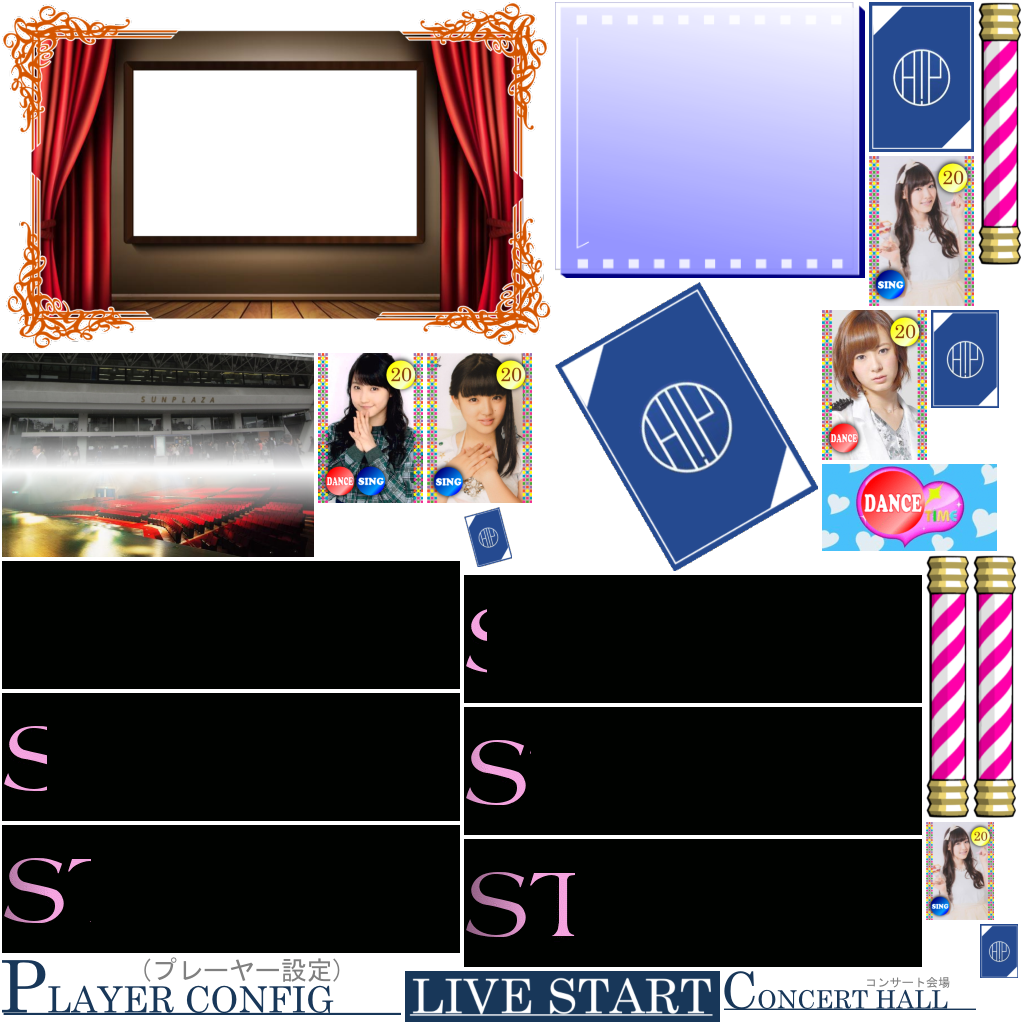 H!P
20
SING
SUNPLAZA
20
DANCE
SING
20
SING
20
DANCE
H!P
H!P
DANCE
TIME
H!P
S
S
S
ST
ST
20
SING
H!P
(プレーヤー設定)
PLAYER CONFIG
LIVE START
コンサート会場
CONCERT HALL